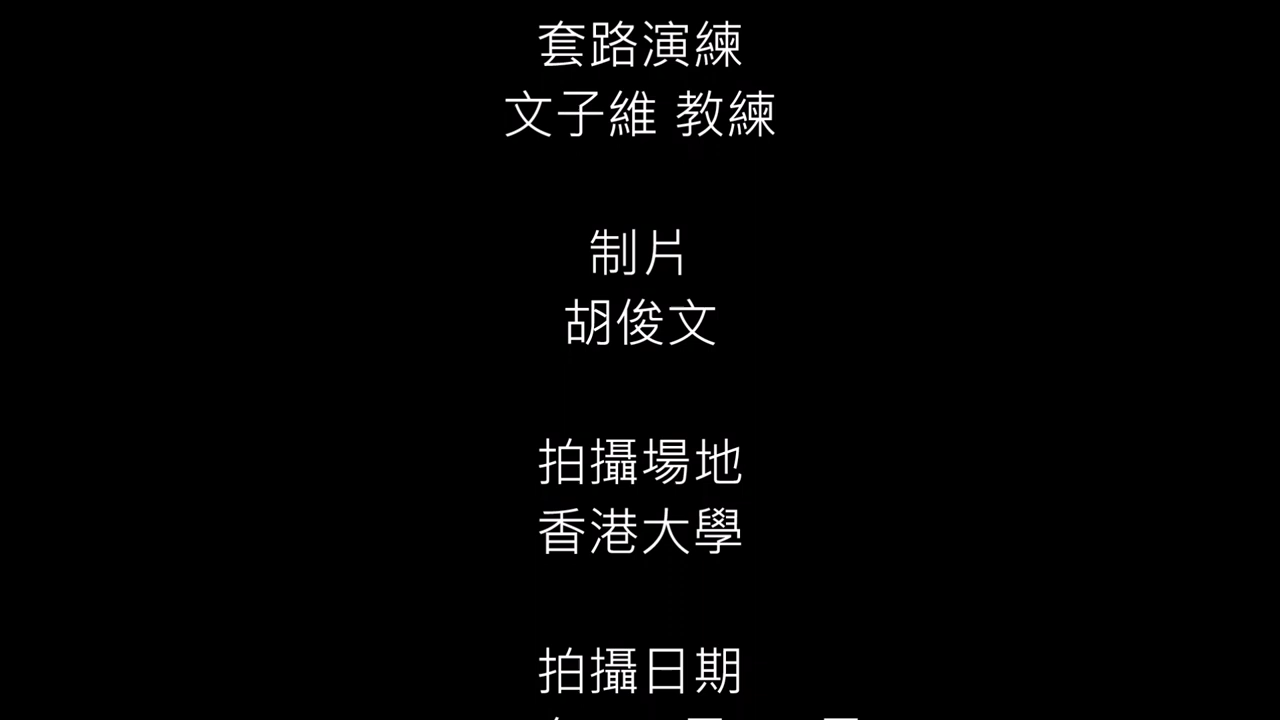 套路演練
文子維 教練
制片
胡俊文
拍攝場地
香港大學
拍攝日期